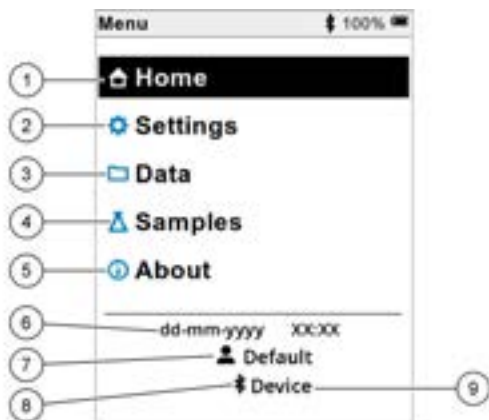 Menu 100%
1 Home
2 Settings
3 Data
4 Samples
5 About
6 dd-mm-yyyy XX:XX
7 Default
8 Device 9